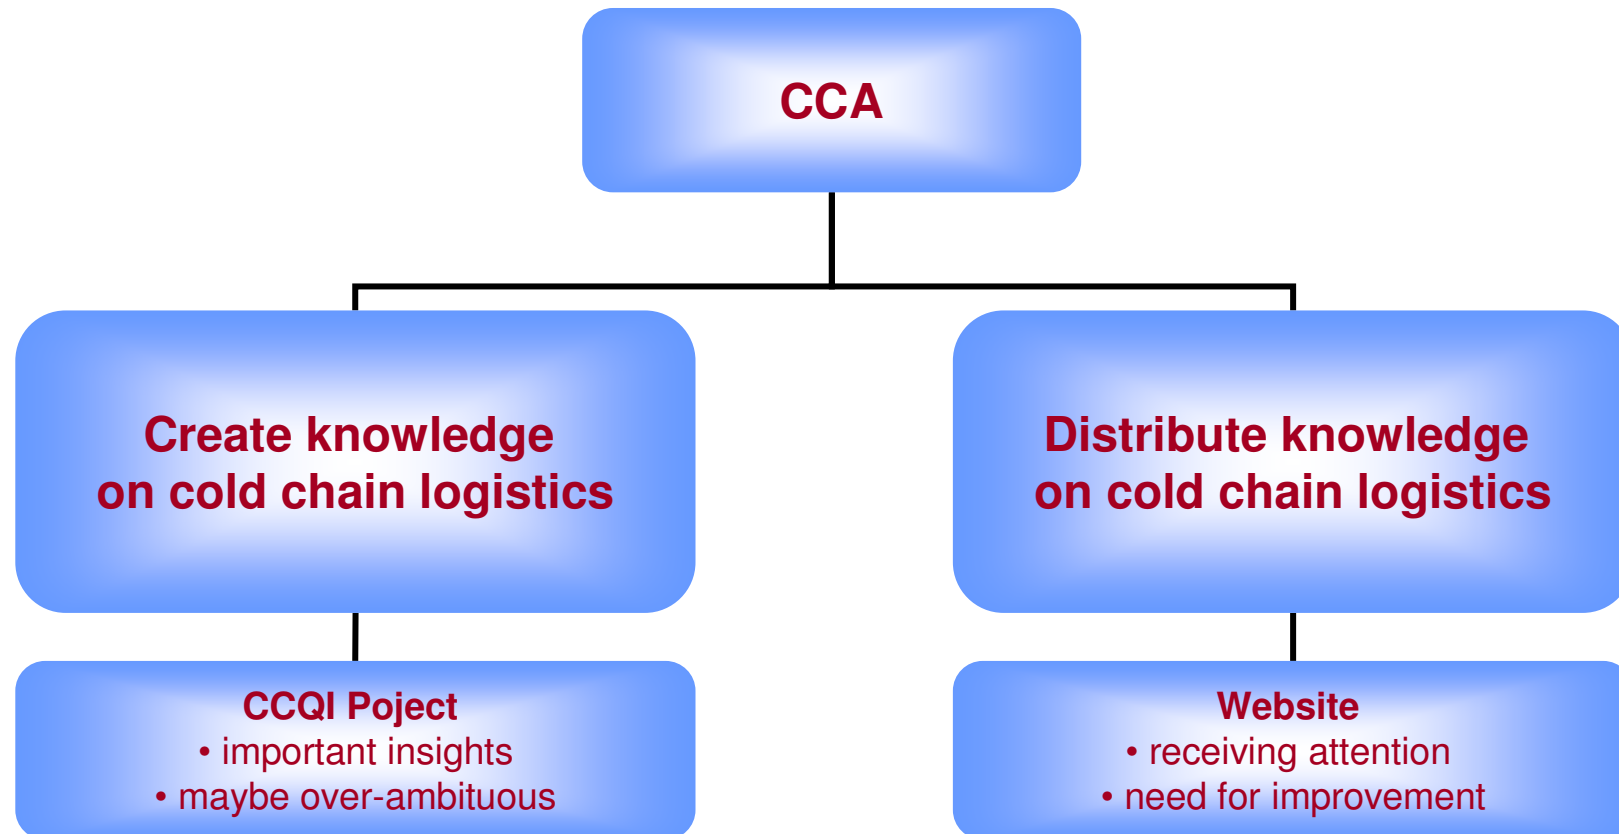 CCA
Create knowledge
on cold chain logistics
Distribute knowledge
on cold chain logistics
CCQI Poject
• important insights
• maybe over-ambituous
Website
• receiving attention
• need for improvement